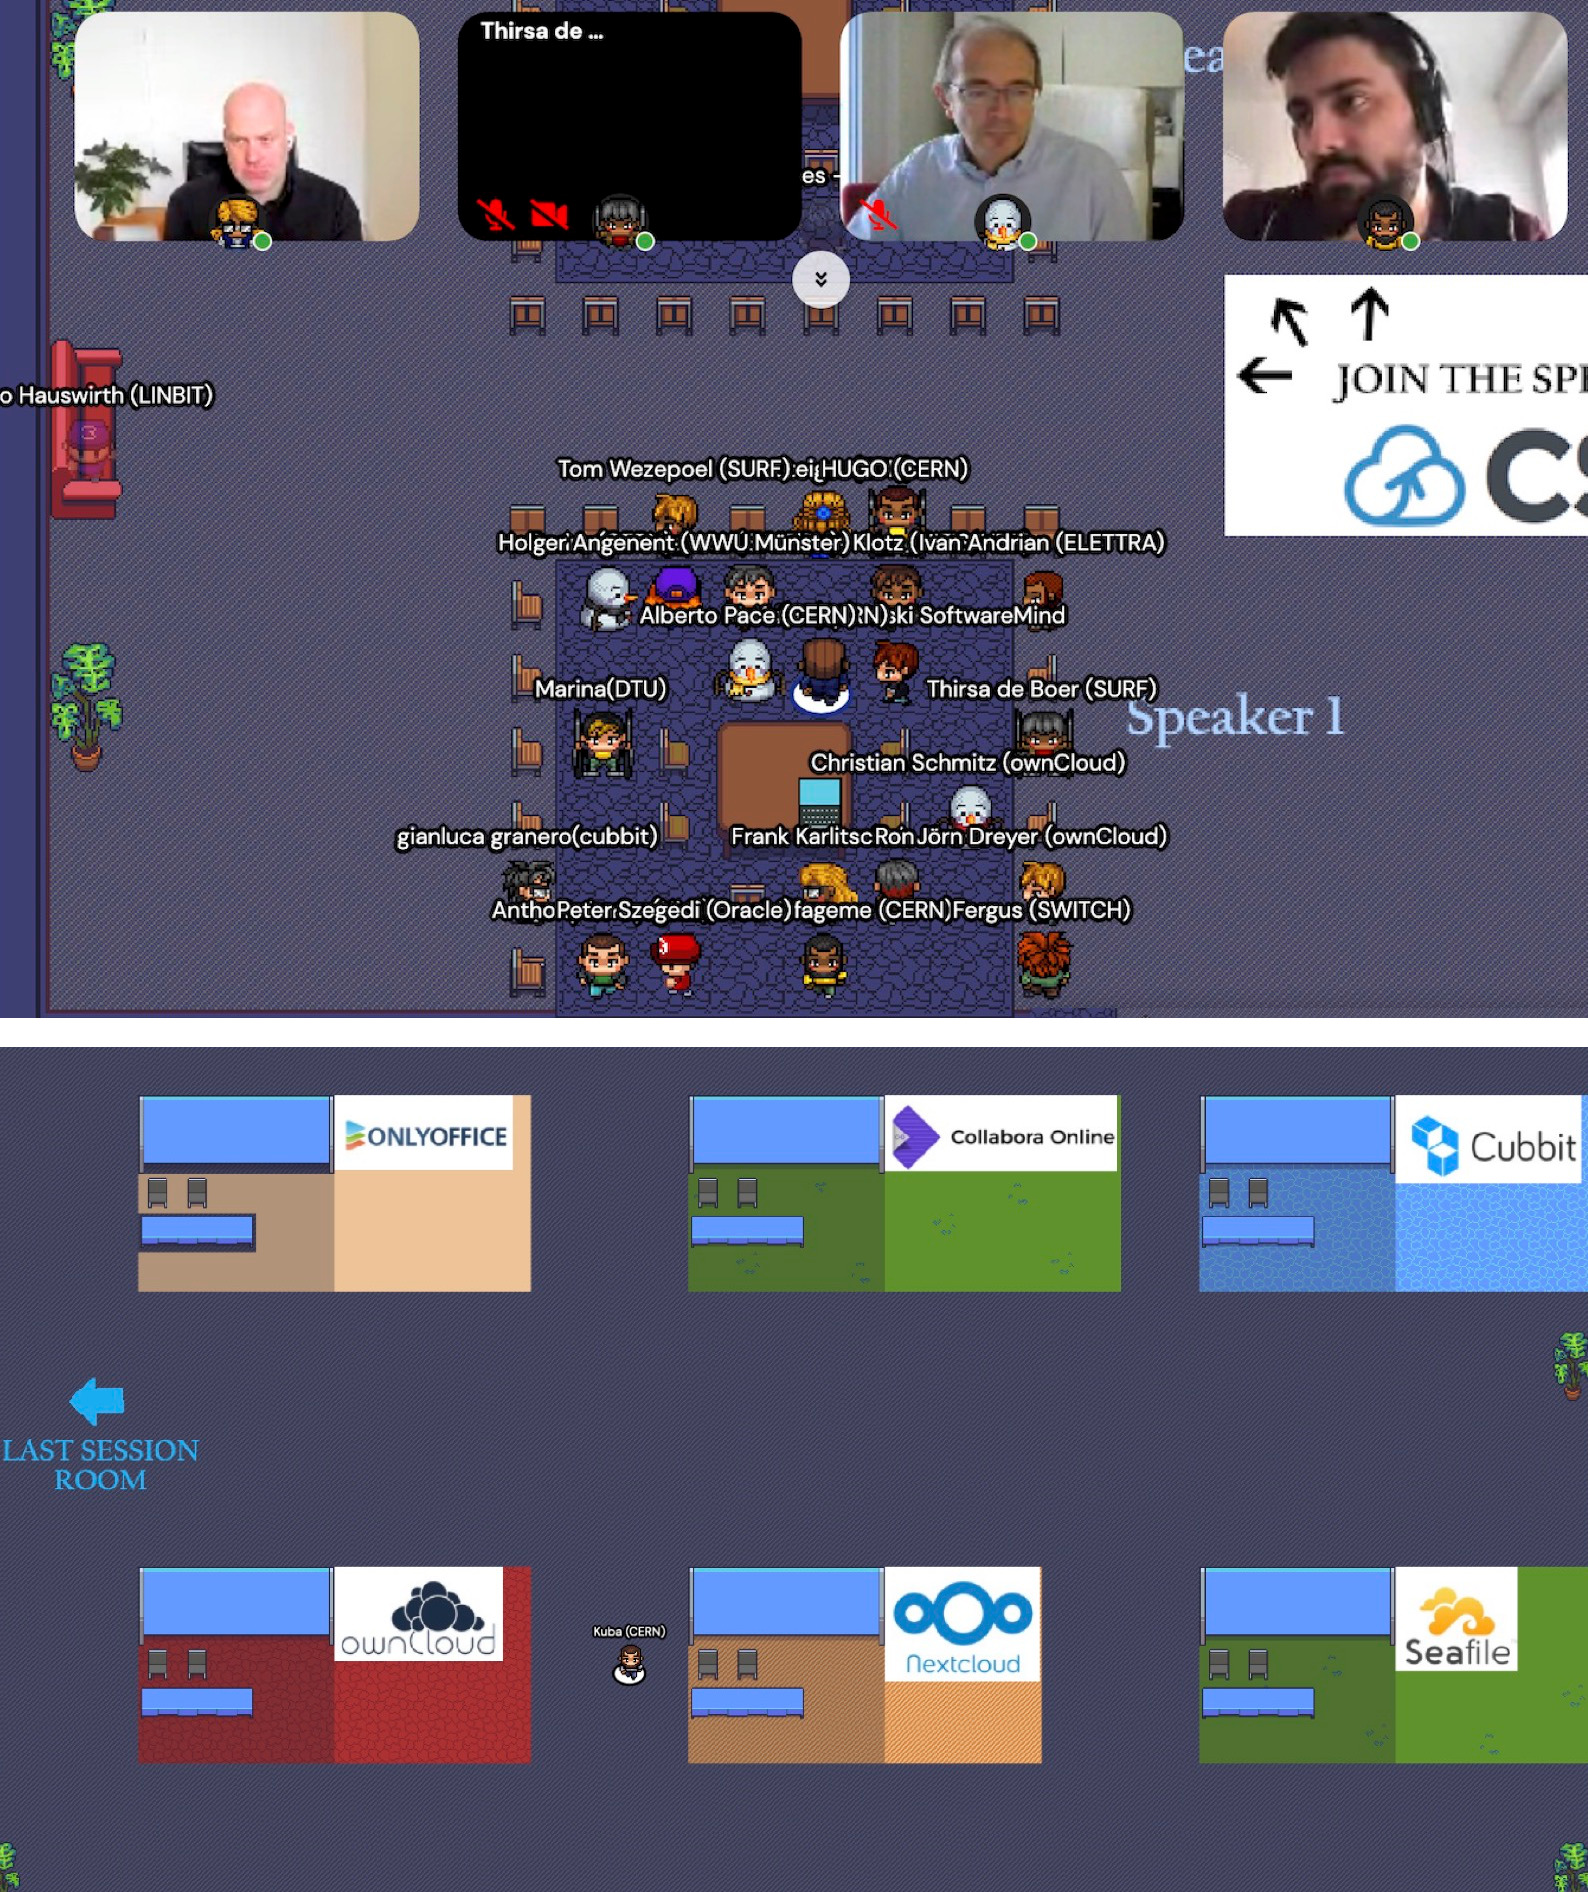 Thirsa de ...
es -
o Hauswirth (LINBIT)
JOIN THE SPE
CS
Tom Wezepoel (SURF) HUGO (CERN)
Holger Angenent (WWU Münster) Klotz (Ivan Andrian (ELETTRA)
Alberto Pace (CERN) ski SoftwareMind
Marina(DTU)
Thirsa de Boer (SURF)
Speaker 1
Christian Schmitz (ownCloud)
gianluca granero(cubbit)
Frank Karlitsc Ron Jörn Dreyer (ownCloud)
Antho Peter Szegedi (Oracle) fageme (CERN) Fergus (SWITCH)
ONLYOFFICE
Collabora Online
Cubbit
LAST SESSION
ROOM
ownCloud
Kuba (CERN)
Nextcloud
Seafile